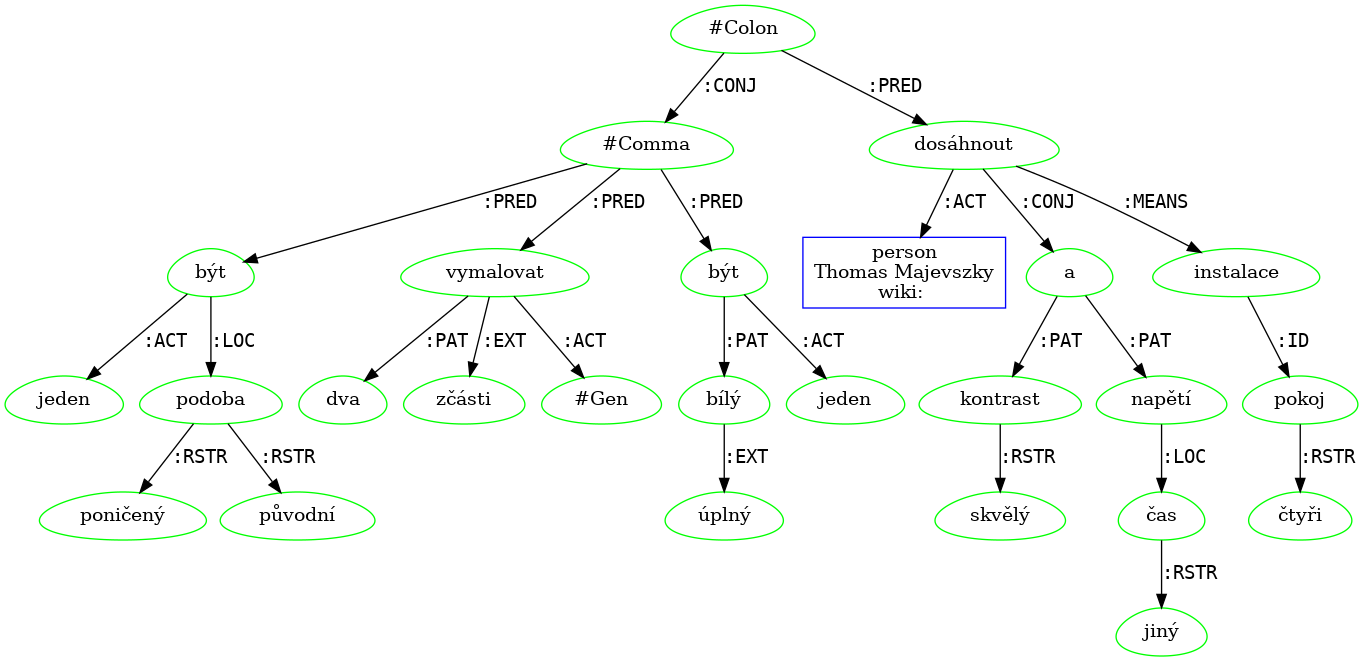 #Colon
:CONJ :PRED
#Comma dosáhnout
:PRED :PRED :PRED :ACT :CONJ :MEANS
být vymalovat být person
Thomas Majevszky
wiki: a instalace
:ACT :LOC :PAT :EXT :ACT :PAT :ACT :PAT :PAT :ID
jeden podoba dva zčásti #Gen bílý jeden kontrast napětí pokoj
:RSTR :RSTR :EXT :RSTR :LOC :RSTR
poničený původní úplný skvělý čas čtyři
:RSTR
jiný